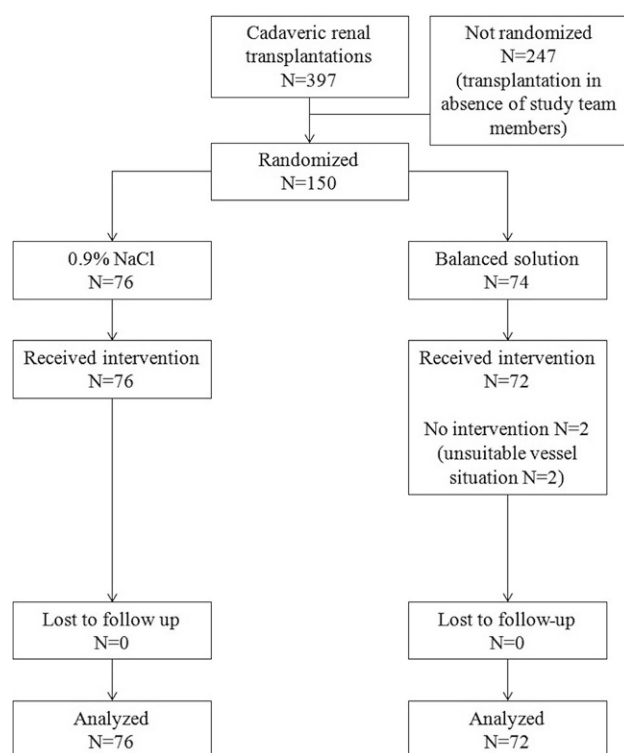 Cadaveric renal
transplantations
N=397
Not randomized
N=247
(transplantation in
absence of study team
members)
Randomized
N=150
0.9% NaCl
N=76
Balanced solution
N=74
Received intervention
N=76
Received intervention
N=72
No intervention N=2
(unsuitable vessel
situation N=2)
Lost to follow up
N=0
Lost to follow-up
N=0
Analyzed
N=76
Analyzed
N=72